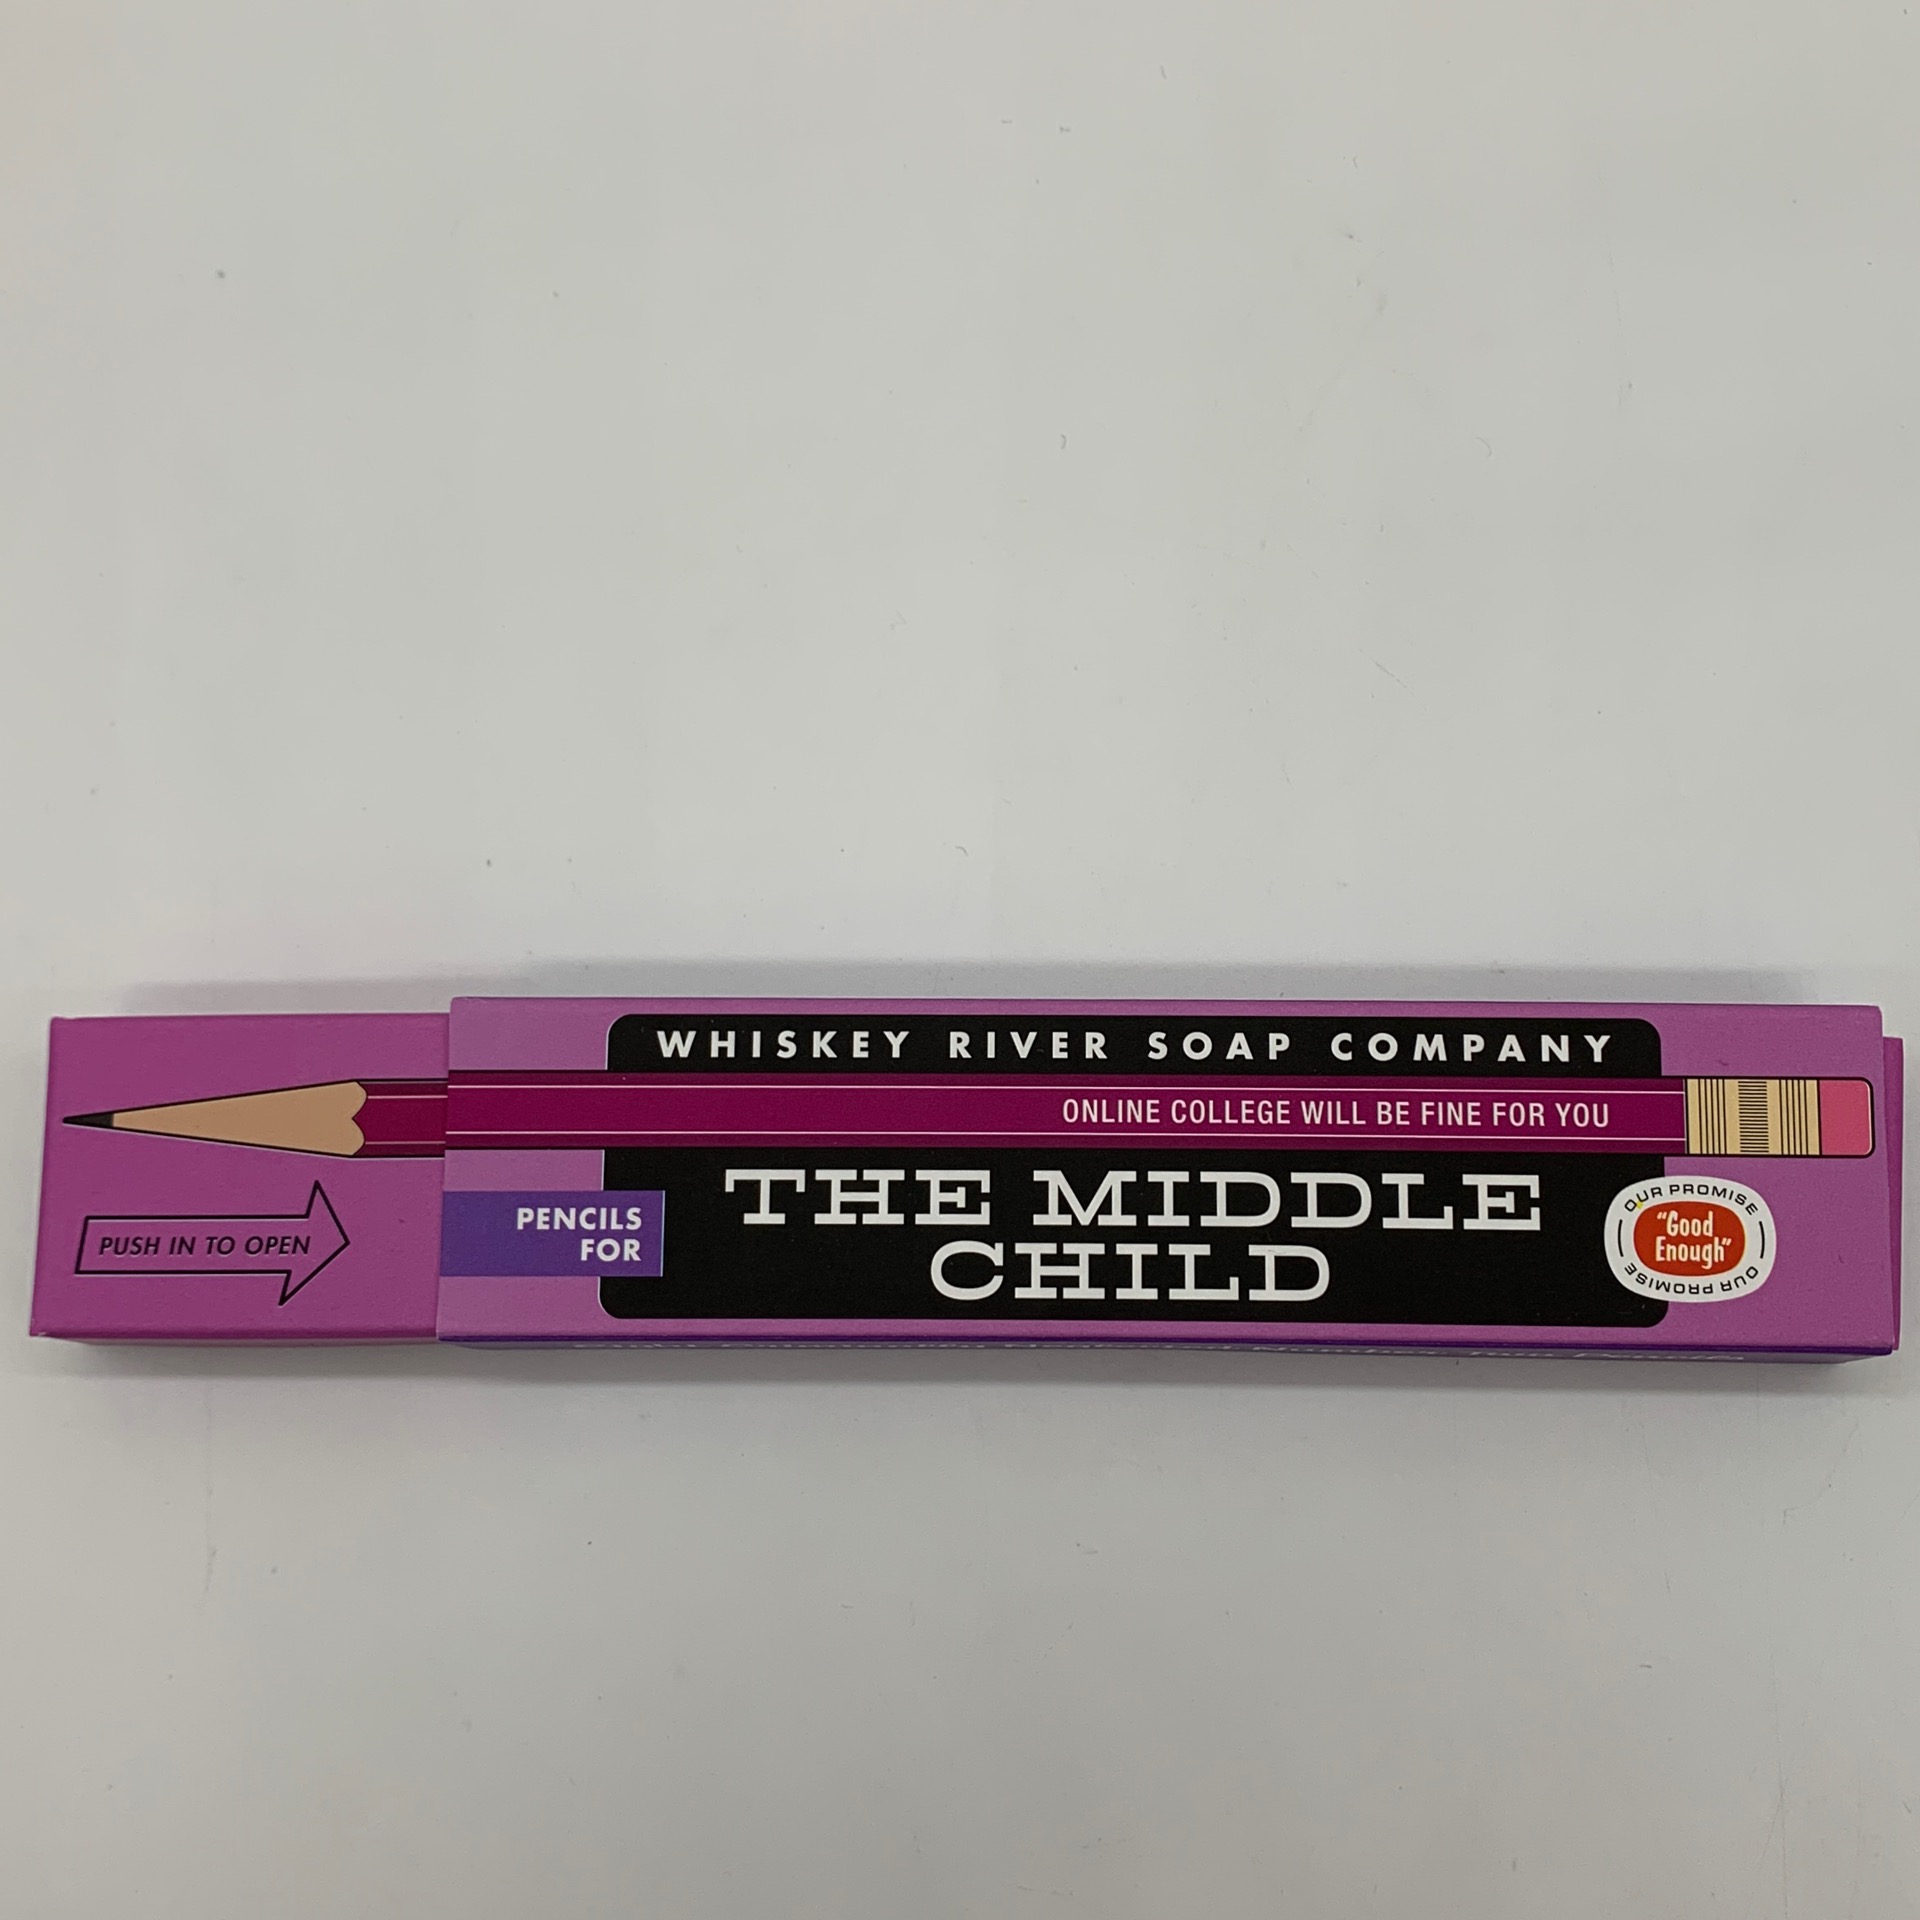 WHISKEY RIVER SOAP COMPANY
ONLINE COLLEGE WILL BE FINE FOR YOU
PUSH IN TO OPEN
PENCILS
FOR
THE MIDDLE
CHILD
OUR PROMISE
"Good
Enough"
OUR PROMISE